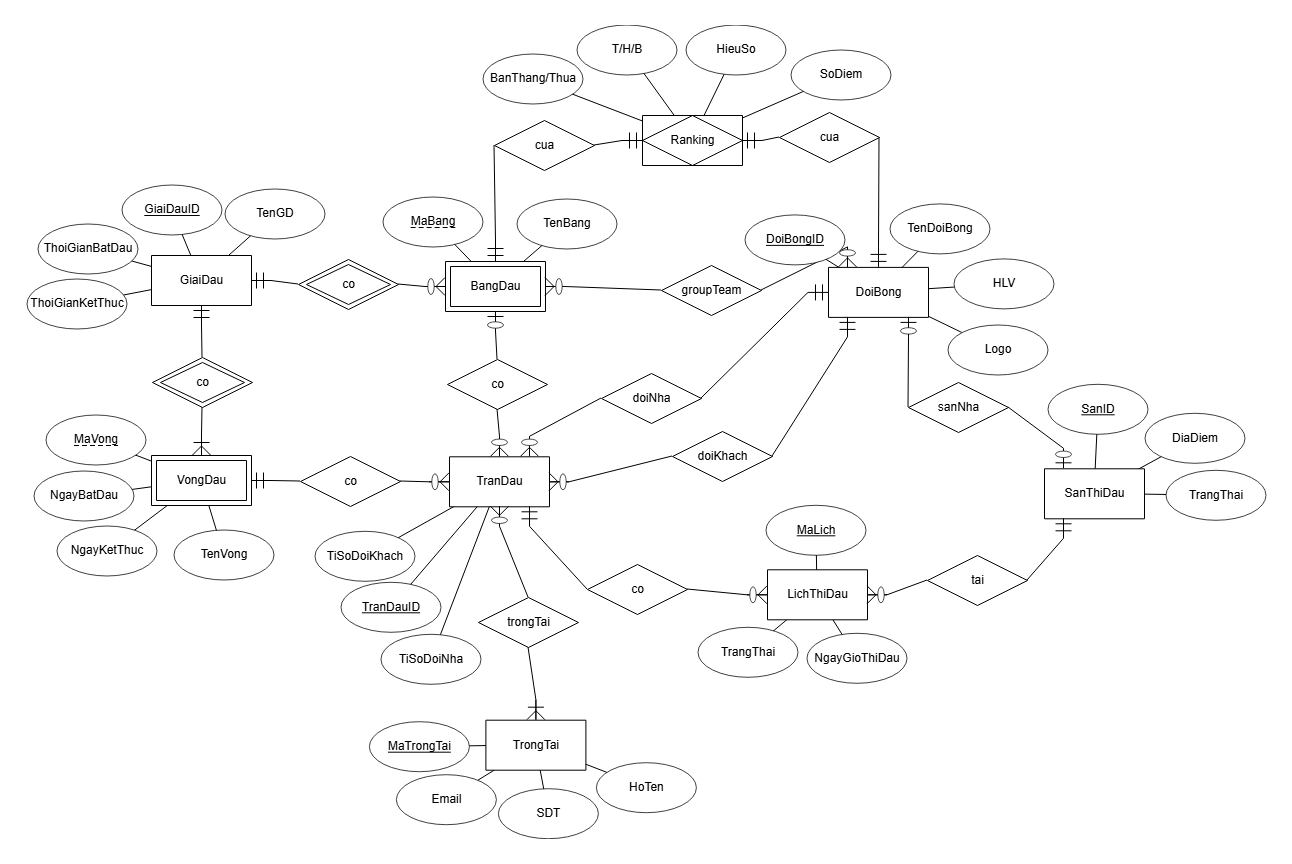 T/H/B
HieuSo
BanThang/Thua
SoDiem
cua
Ranking
cua
GiaiDauID
TenGD
MaBang
TenBang
DoiBongID
TenDoiBong
ThoiGianBatDau
GiaiDau
co
BangDau
groupTeam
DoiBong
HLV
ThoiGianKetThuc
Logo
co
co
doiNha
sanNha
SanID
MaVong
doiKhach
DiaDiem
VongDau
co
TranDau
SanThiDau
TrangThai
NgayBatDau
NgayKetThuc
TenVong
TiSoDoiKhach
MaLich
TranDauID
co
LichThiDau
tai
trongTai
TiSoDoiNha
TrangThai
NgayGioThiDau
MaTrongTai
TrongTai
Email
SDT
HoTen